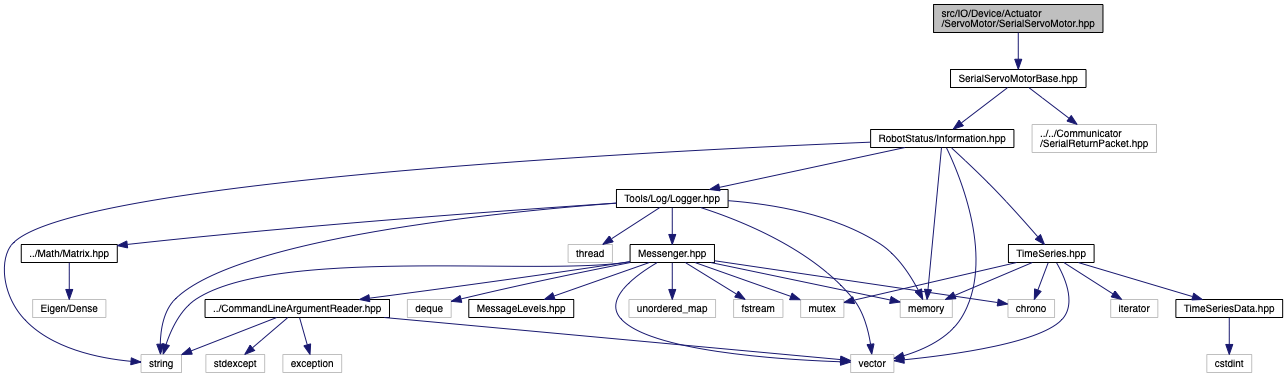 src/IO/Device/Actuator
/ServoMotor/SerialServoMotor.hpp
SerialServoMotorBase.hpp
RobotStatus/Information.hpp
../../Communicator
/SerialReturnPacket.hpp
Tools/Log/Logger.hpp
../Math/Matrix.hpp
thread
Messenger.hpp
TimeSeries.hpp
Eigen/Dense
../CommandLineArgumentReader.hpp
deque
MessageLevels.hpp
unordered_map
fstream
mutex
memory
chrono
iterator
TimeSeriesData.hpp
string
stdexcept
exception
vector
cstdint